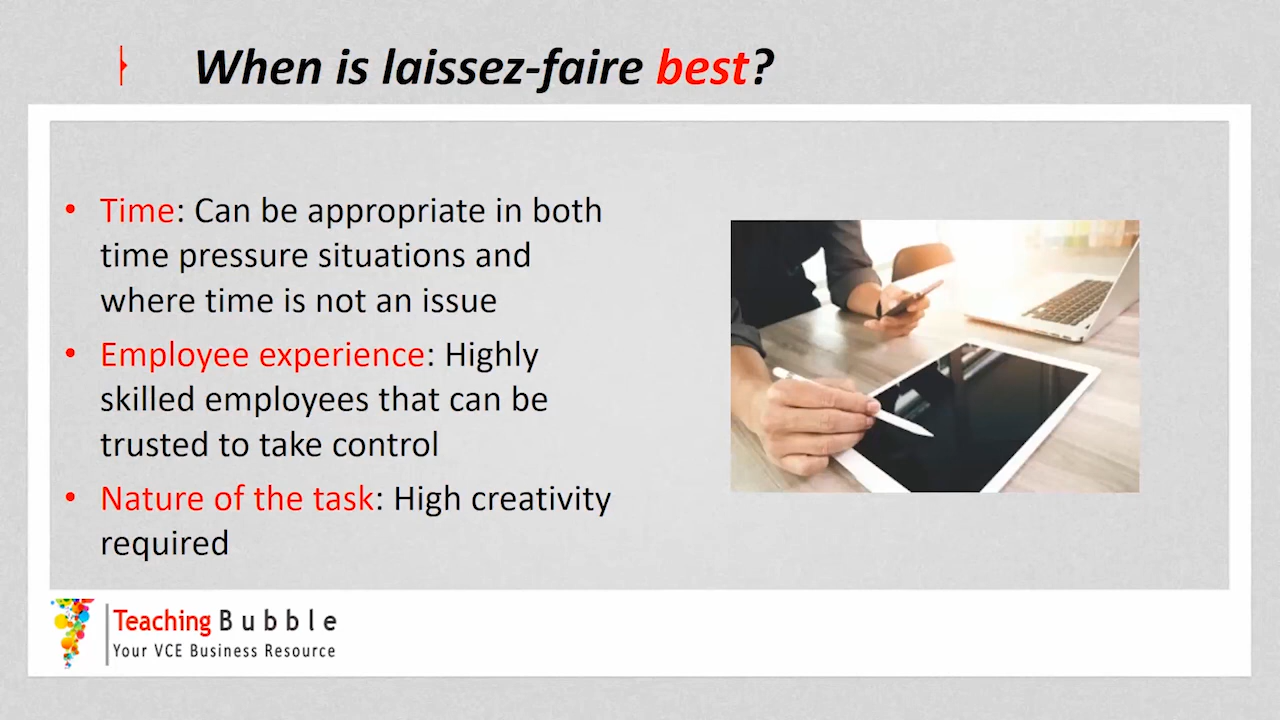 When is laissez-faire best?
• Time: Can be appropriate in both
time pressure situations and
where time is not an issue
• Employee experience: Highly
skilled employees that can be
trusted to take control
• Nature of the task: High creativity
required
Teaching Bubble
Your VCE Business Resource